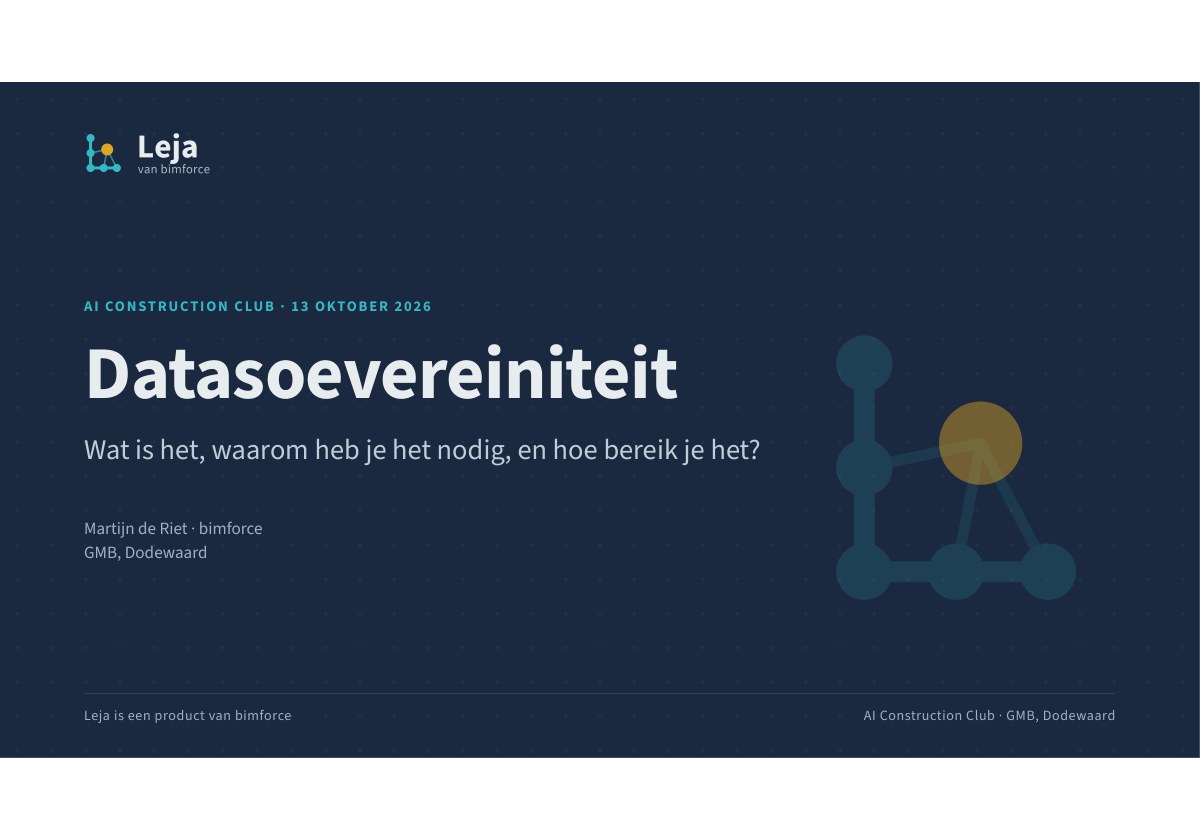 Leja
van bimforce
AI CONSTRUCTION CLUB · 13 OKTOBER 2026
Datasoevereiniteit
Wat is het, waarom heb je het nodig, en hoe bereik je het?
Martijn de Riet · bimforce
GMB, Dodewaard
Leja is een product van bimforce
AI Construction Club · GMB, Dodewaard